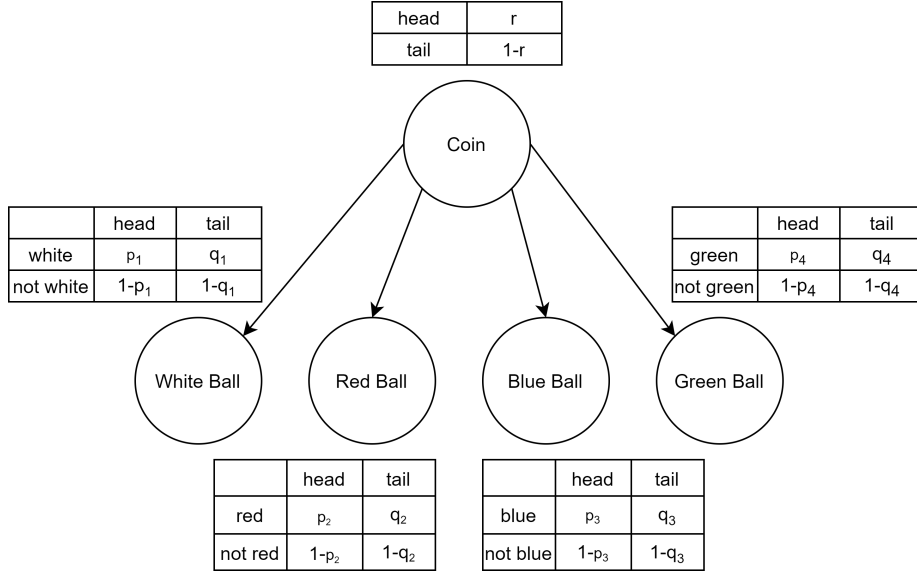 head r
tail 1-r
Coin
head tail
white p₁ q₁
not white 1-p₁ 1-q₁
head tail
green p₄ q₄
not green 1-p₄ 1-q₄
White Ball Red Ball Blue Ball Green Ball
head tail
red p₂ q₂
not red 1-p₂ 1-q₂
head tail
blue p₃ q₃
not blue 1-p₃ 1-q₃